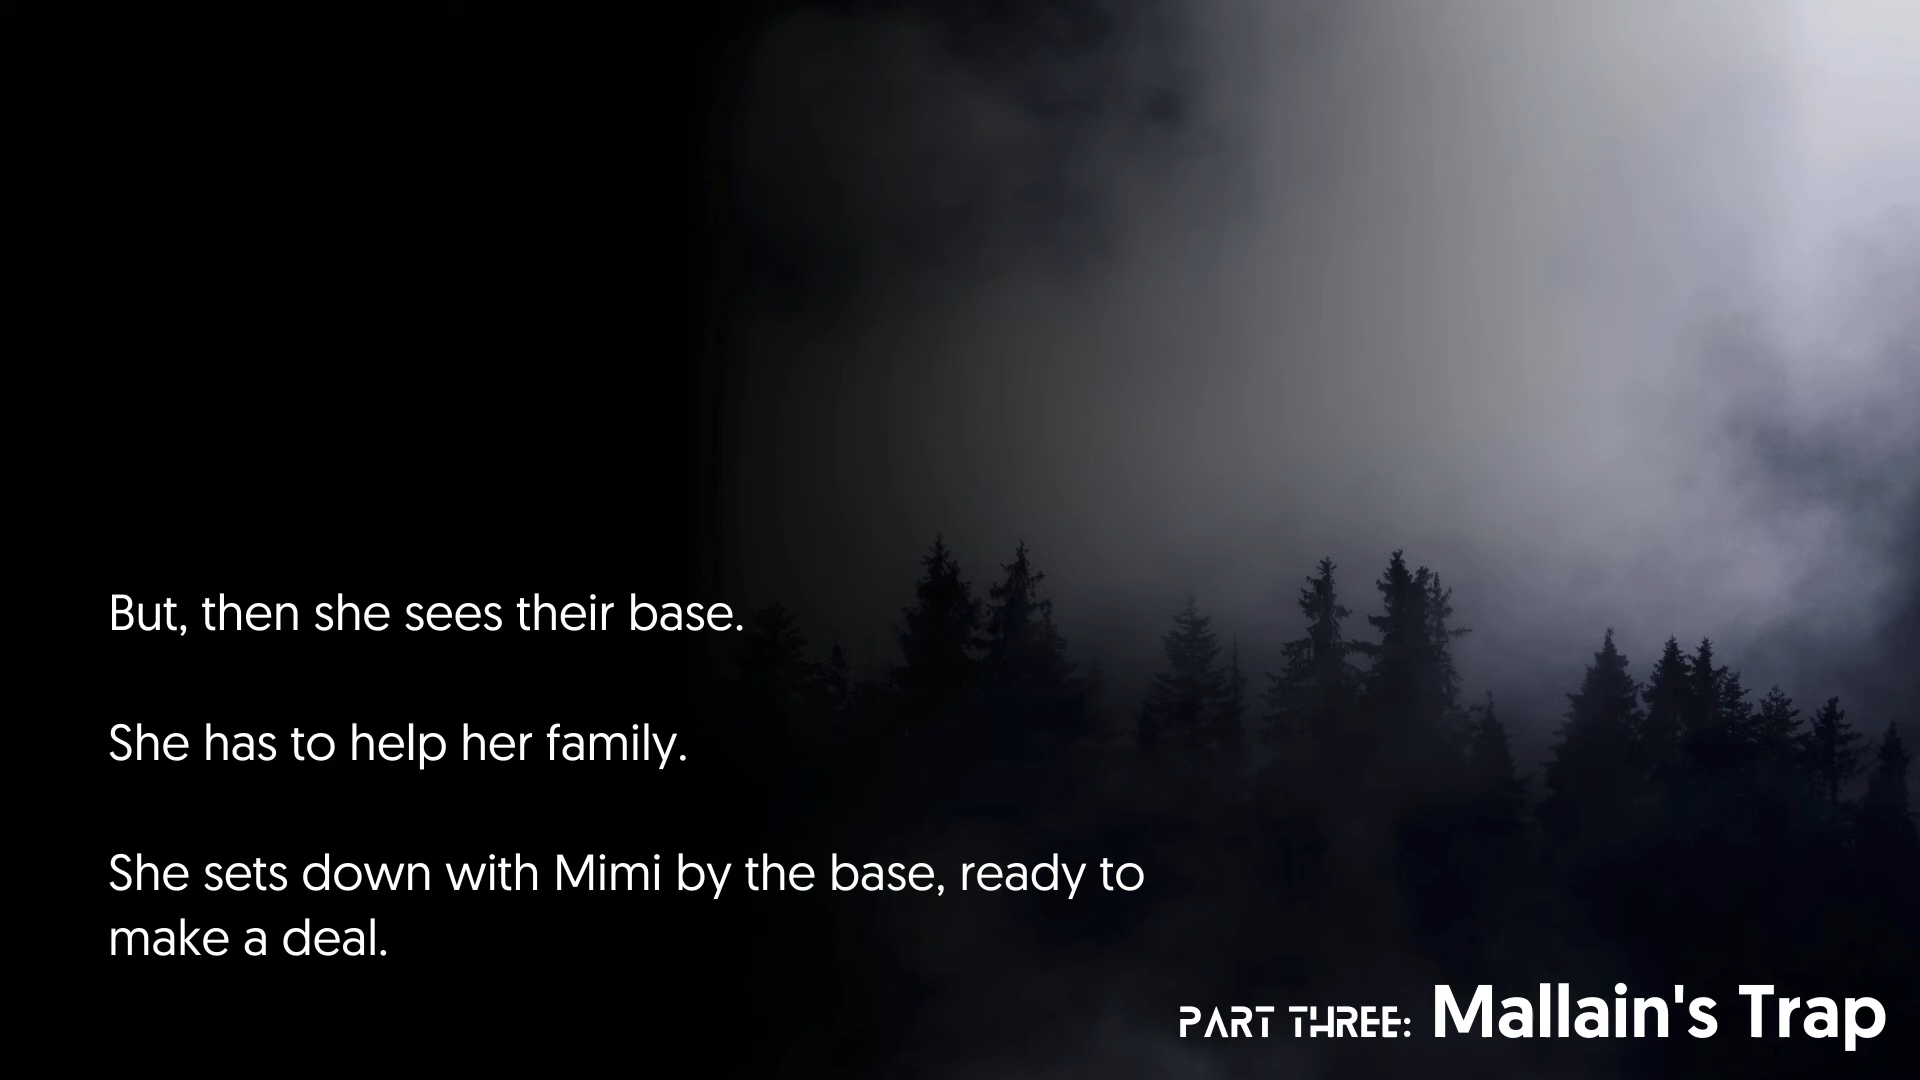 But, then she sees their base.
She has to help her family.
She sets down with Mimi by the base, ready to
make a deal.
PART THREE: Mallain's Trap